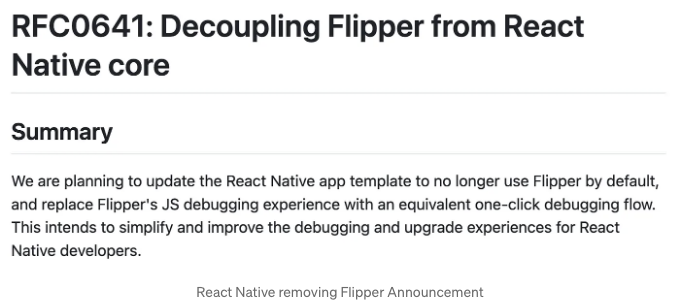 RFC0641: Decoupling Flipper from React
Native core
Summary
We are planning to update the React Native app template to no longer use Flipper by default,
and replace Flipper's JS debugging experience with an equivalent one-click debugging flow.
This intends to simplify and improve the debugging and upgrade experiences for React
Native developers.
React Native removing Flipper Announcement